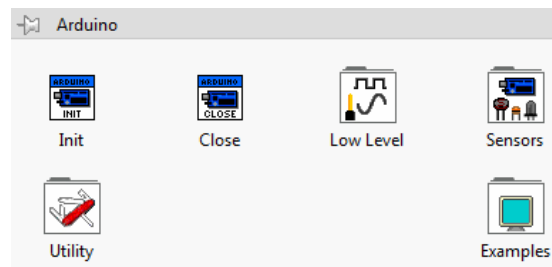 Arduino
ARDUINO
INIT
ARDUINO
CLOSE
Init
Close
Low Level
Sensors
Utility
Examples